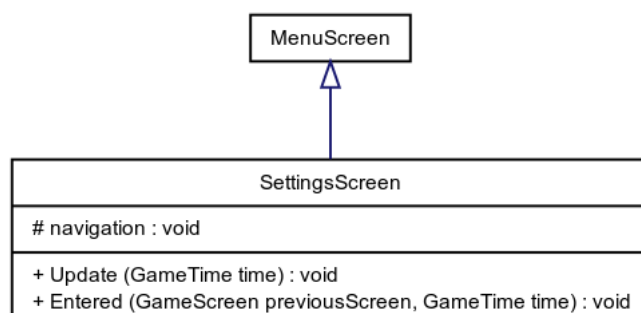 MenuScreen
SettingsScreen
# navigation : void
+ Update (GameTime time) : void
+ Entered (GameScreen previousScreen, GameTime time) : void